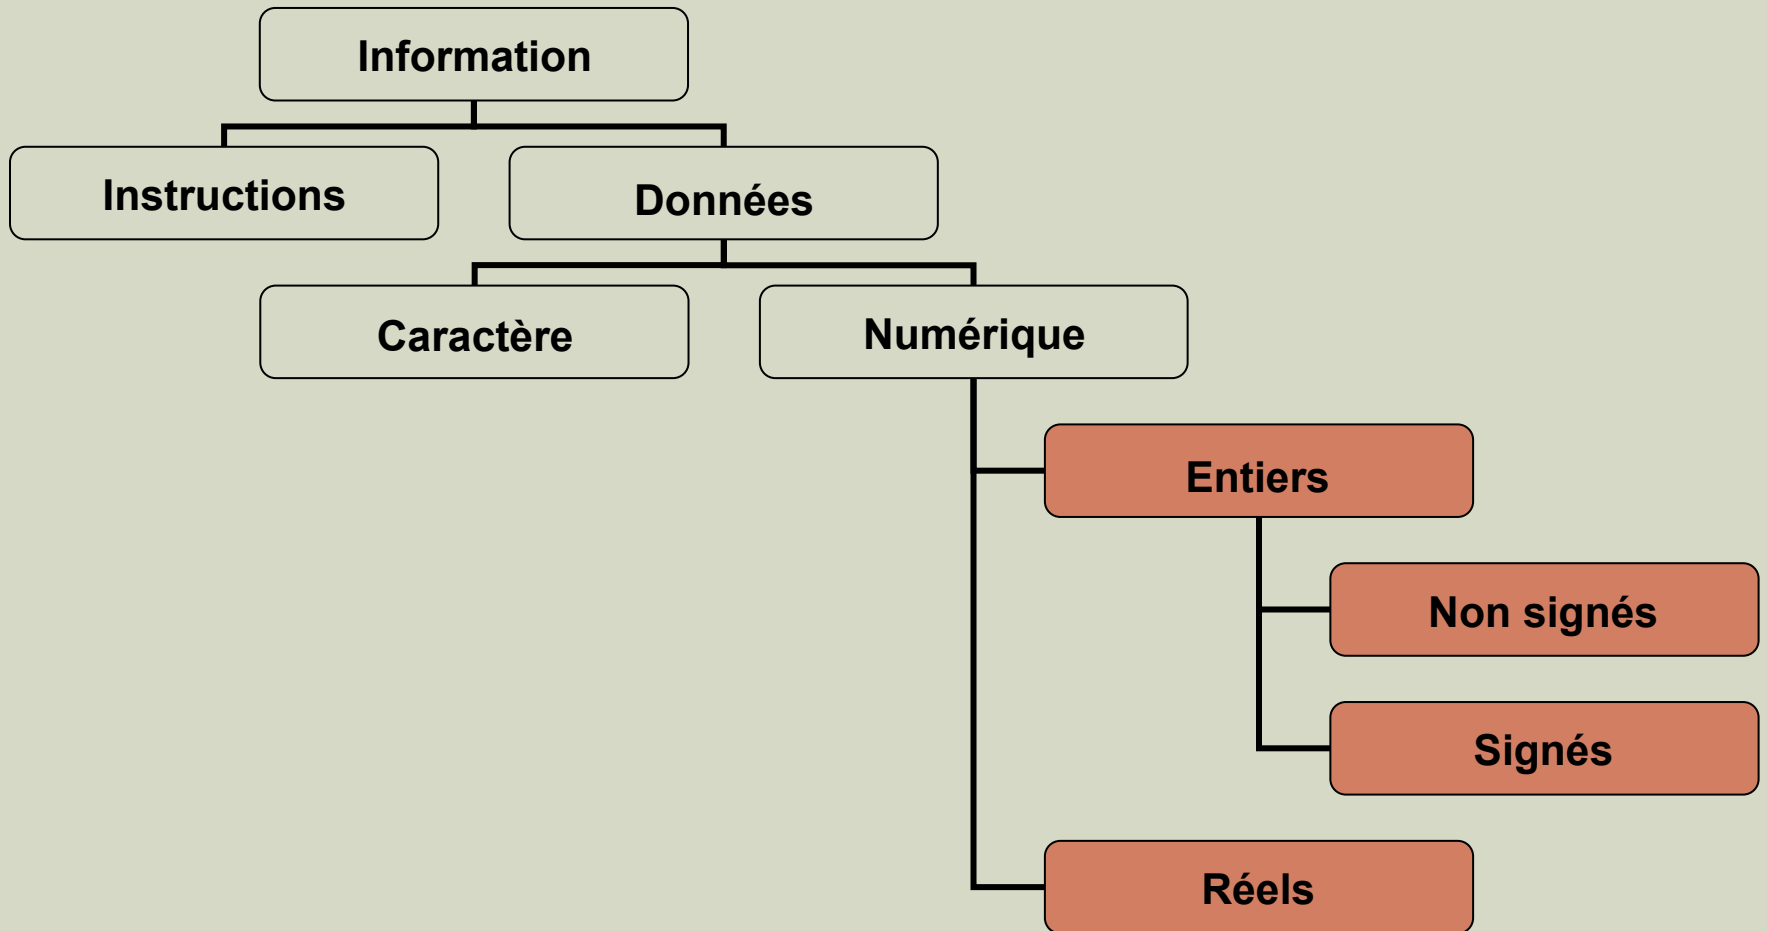 Information
Instructions
Données
Caractère
Numérique
Entiers
Non signés
Signés
Réels